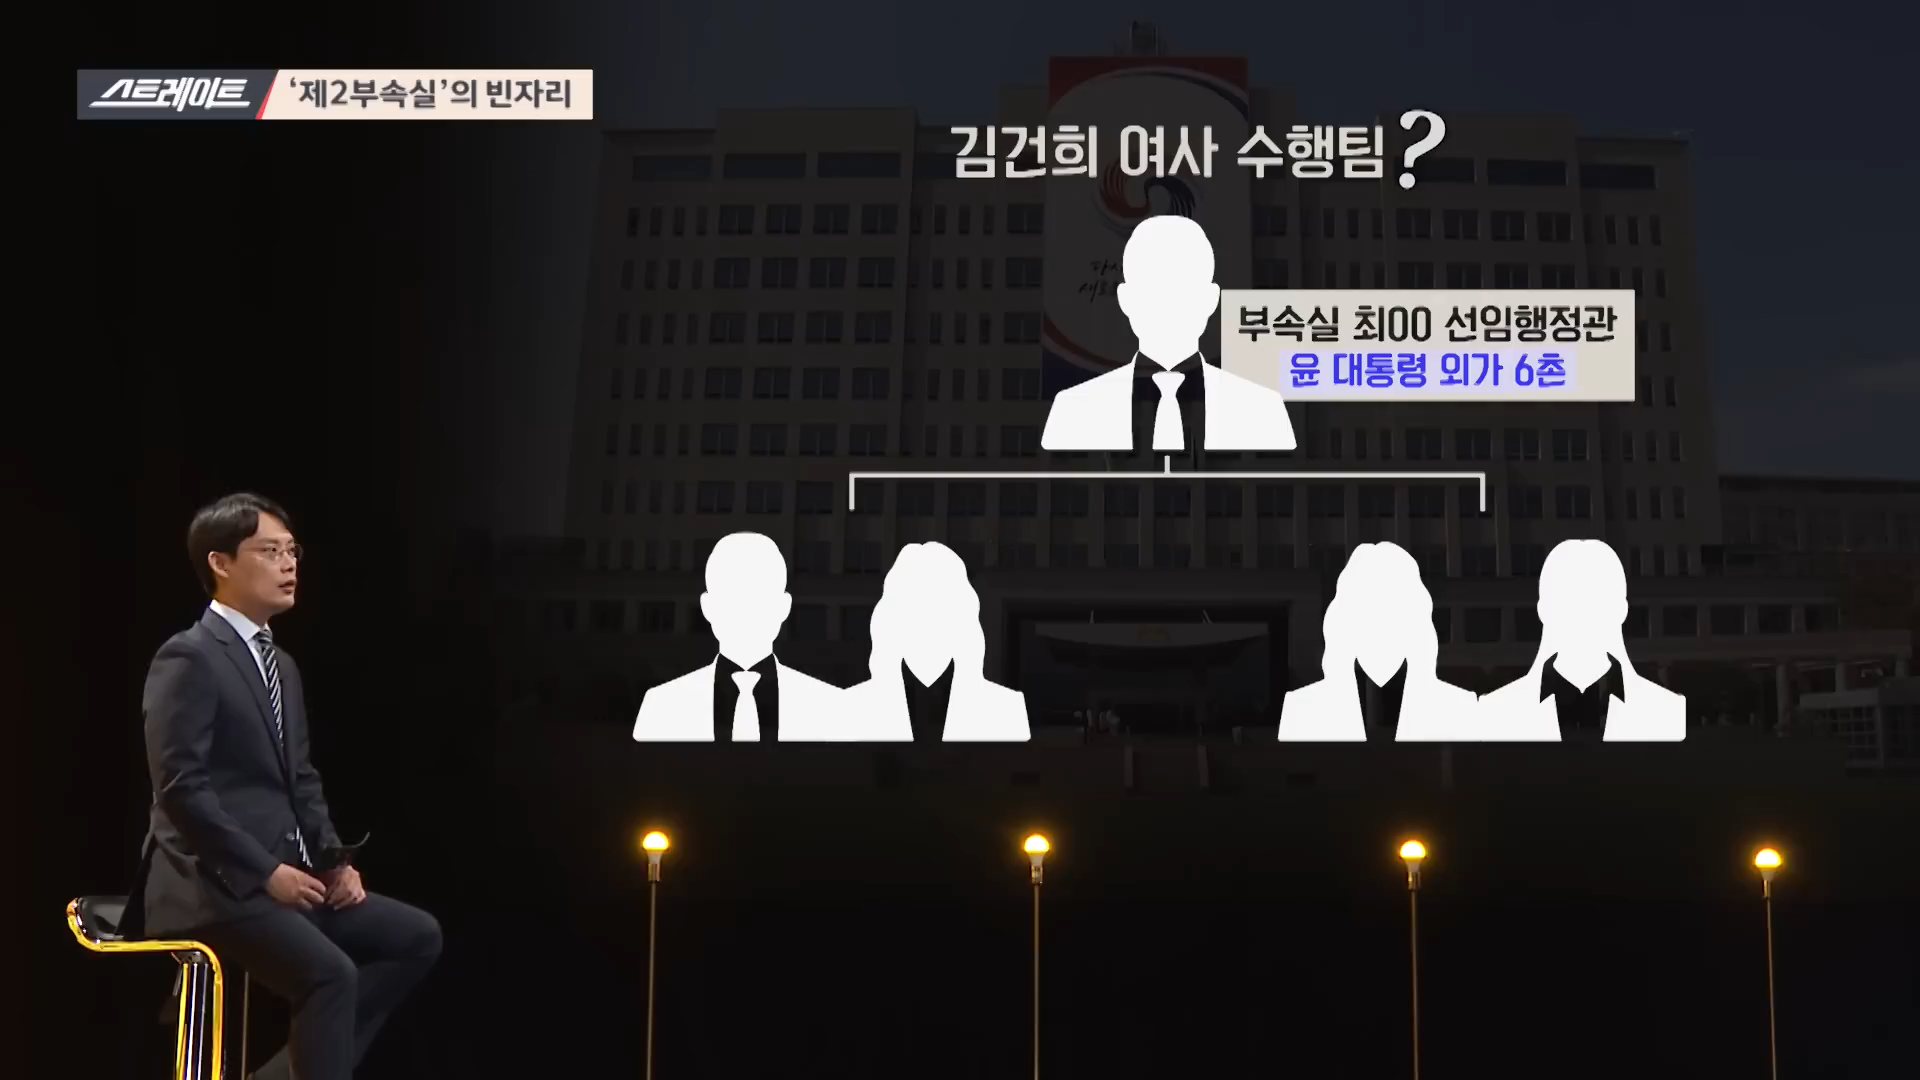 스트레이트
‘제2부속실’의 빈자리
김건희 여사 수행팀?
부속실 최OO 선임행정관
윤 대통령 외가 6촌